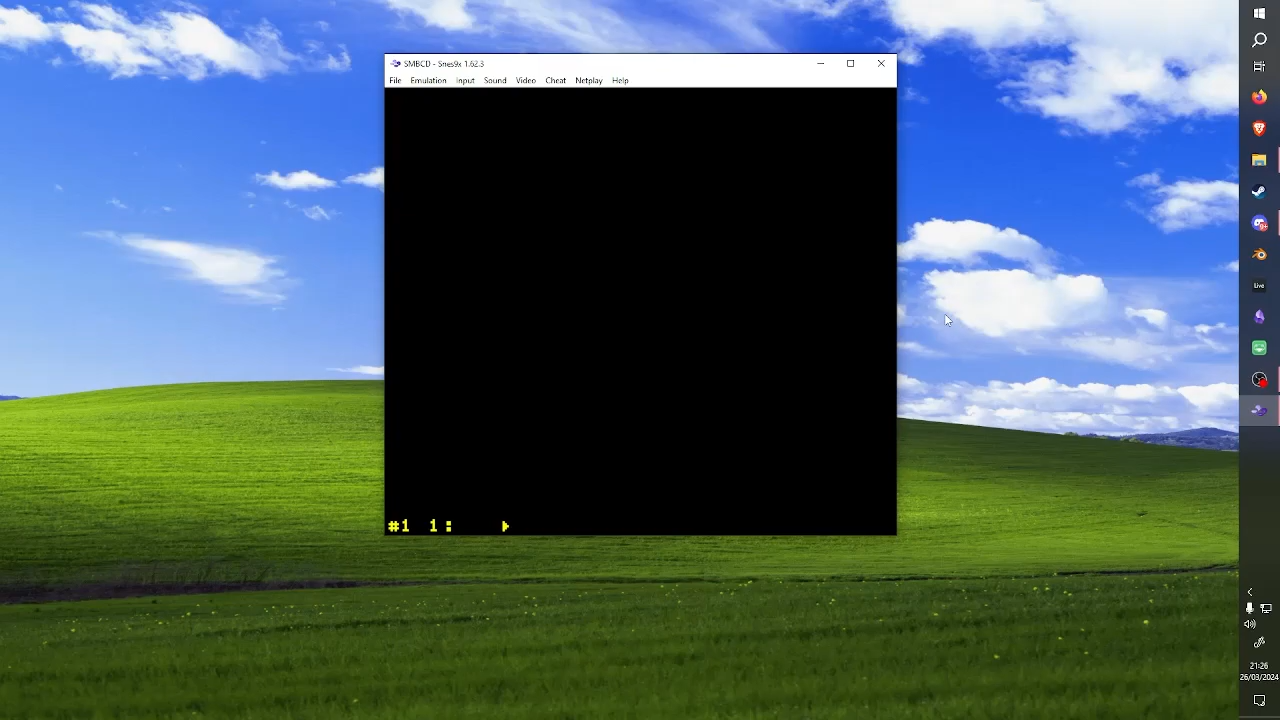 SMBCD - Snes9x 1.62.3
File Emulation Input Sound Video Cheat Netplay Help
#1 1:
Live
21:26
26/03/2024